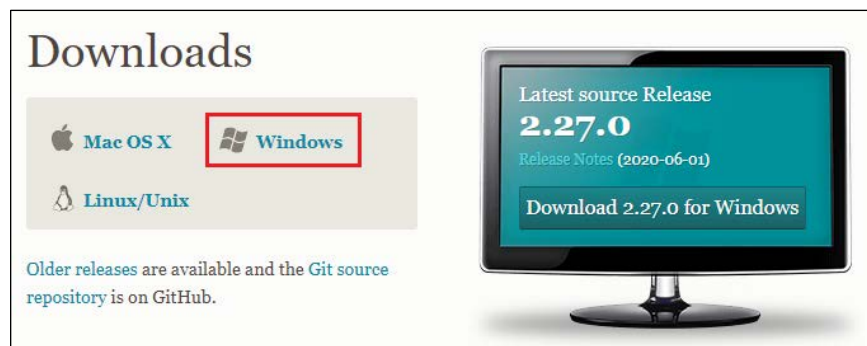 Downloads
Mac OS X
Windows
Linux/Unix
Older releases are available and the Git source
repository is on GitHub.
Latest source Release
2.27.0
Release Notes (2020-06-01)
Download 2.27.0 for Windows